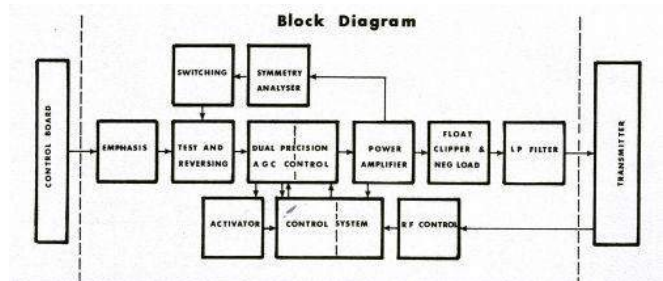 Block Diagram
SWITCHING
SYMMETRY
ANALYSER
CONTROL BOARD
EMPHASIS
TEST AND
REVERSING
DUAL PRECISION
AGC CONTROL
POWER
AMPLIFIER
FLOAT
CLIPPER &
NEG LOAD
LP FILTER
TRANSMITTER
ACTIVATOR
CONTROL SYSTEM
RF CONTROL